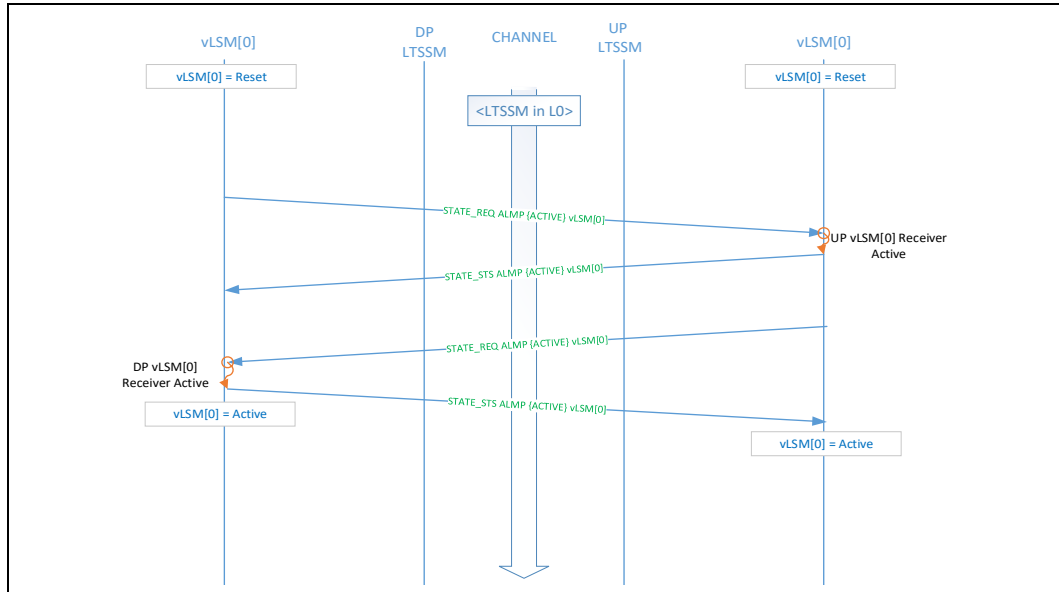 vLSM[0]
DP
LTSSM
CHANNEL
UP
LTSSM
vLSM[0]
vLSM[0] = Reset
vLSM[0] = Reset
<LTSSM in L0>
STATE_REQ ALMP {ACTIVE} vLSM[0]
UP vLSM[0] Receiver
Active
STATE_STS ALMP {ACTIVE} vLSM[0]
STATE_REQ ALMP {ACTIVE} vLSM[0]
DP vLSM[0]
Receiver Active
STATE_STS ALMP {ACTIVE} vLSM[0]
vLSM[0] = Active
vLSM[0] = Active